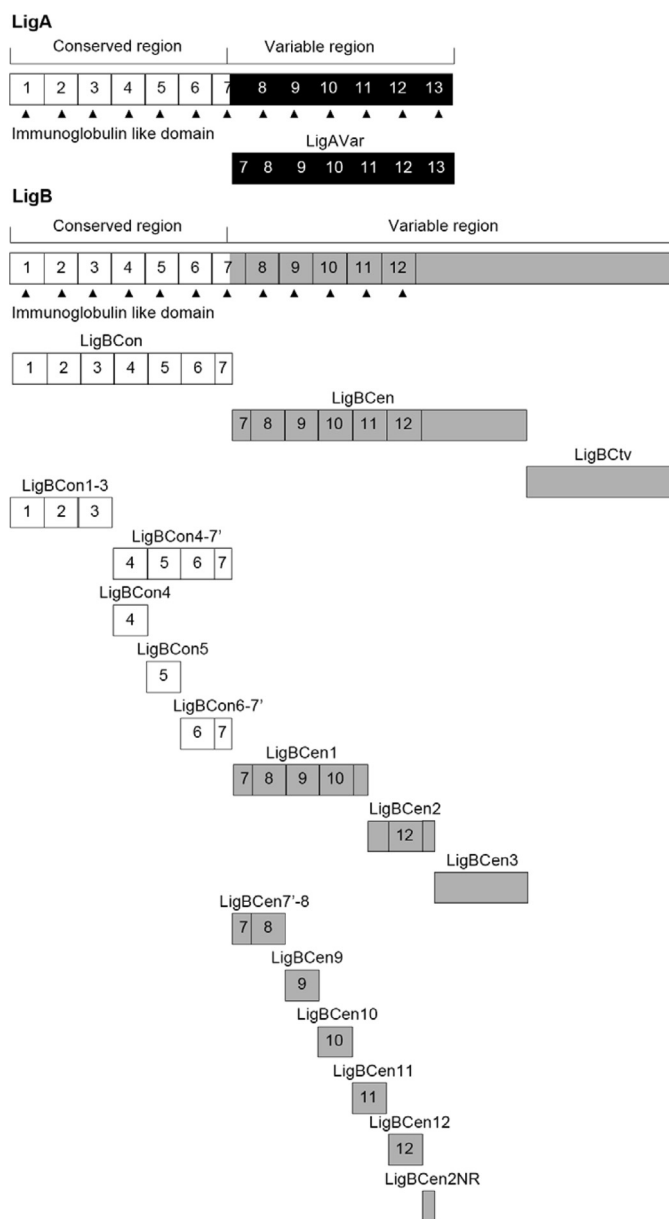 LigA
Conserved region Variable region
1 2 3 4 5 6 7 8 9 10 11 12 13
Immunoglobulin like domain
LigAVar
7 8 9 10 11 12 13
LigB
Conserved region Variable region
1 2 3 4 5 6 7 8 9 10 11 12
Immunoglobulin like domain
LigBCon
1 2 3 4 5 6 7
LigBCen
7 8 9 10 11 12
LigBCtv
LigBCon1-3
1 2 3
LigBCon4-7’
4 5 6 7
LigBCon4
4
LigBCon5
5
LigBCon6-7’
6 7
LigBCen1
7 8 9 10
LigBCen2
12
LigBCen3
LigBCen7’-8
7 8
LigBCen9
9
LigBCen10
10
LigBCen11
11
LigBCen12
12
LigBCen2NR